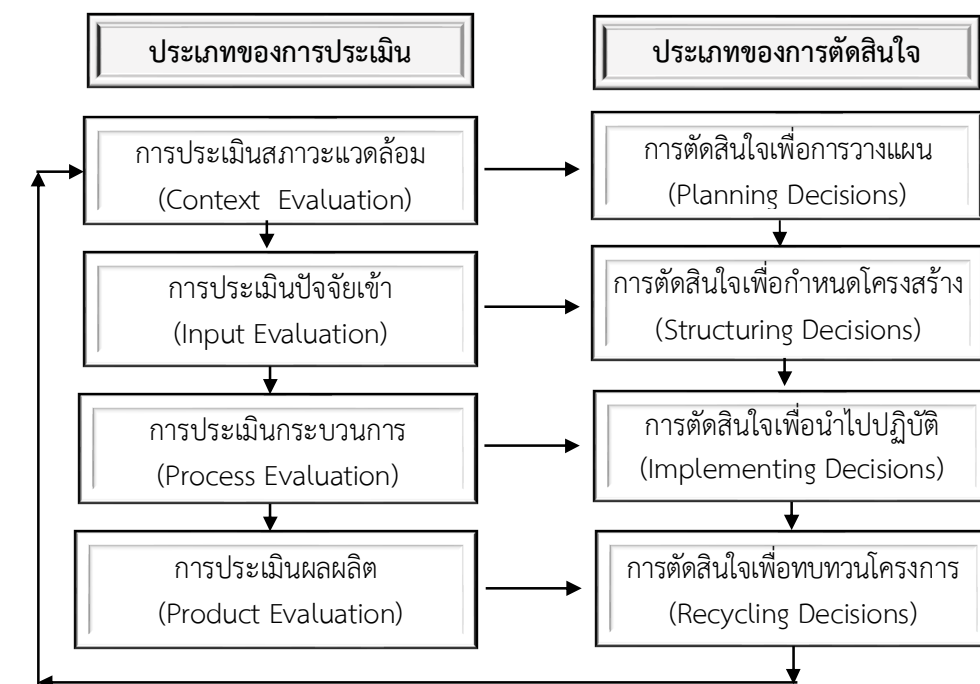 ประเภทของการประเมิน
ประเภทของการตัดสินใจ
การประเมินสภาวะแวดล้อม
(Context Evaluation)
การตัดสินใจเพื่อการวางแผน
(Planning Decisions)
การประเมินปัจจัยเข้า
(Input Evaluation)
การตัดสินใจเพื่อกำหนดโครงสร้าง
(Structuring Decisions)
การประเมินกระบวนการ
(Process Evaluation)
การตัดสินใจเพื่อนำไปปฏิบัติ
(Implementing Decisions)
การประเมินผลผลิต
(Product Evaluation)
การตัดสินใจเพื่อทบทวนโครงการ
(Recycling Decisions)